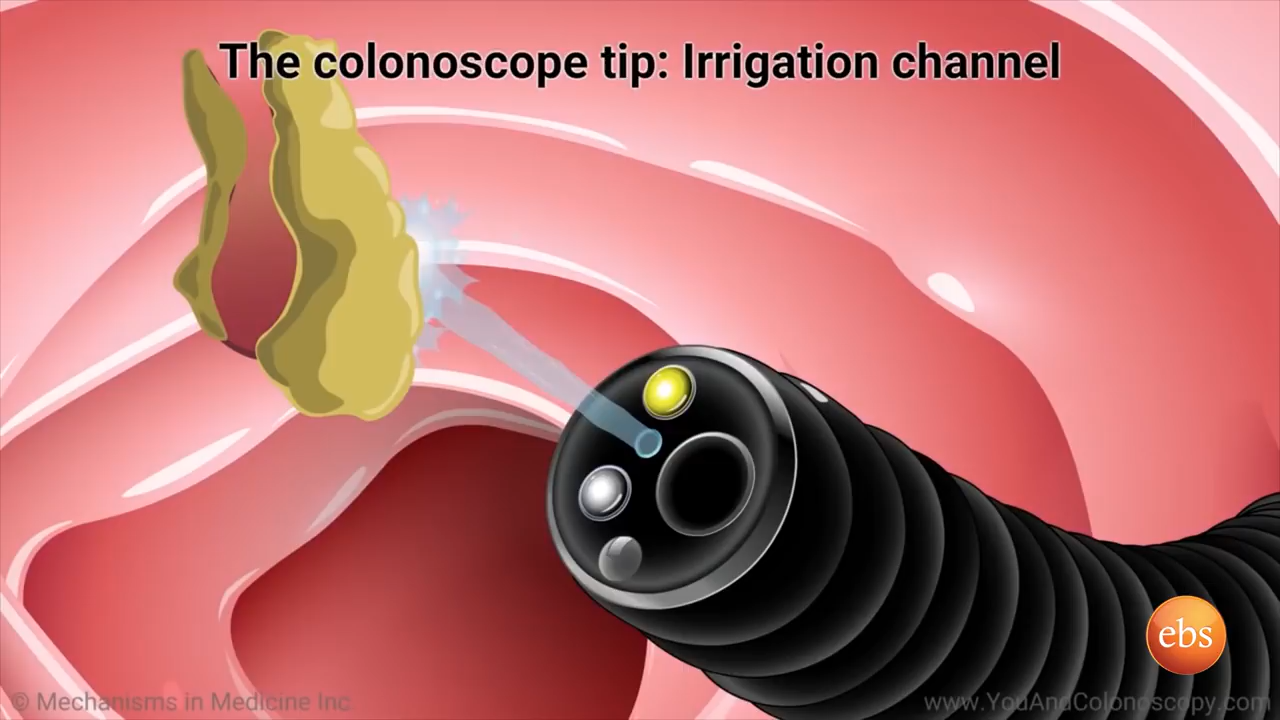 The colonoscope tip: Irrigation channel
ebs
© Mechanisms in Medicine Inc.
www.YouAndColonoscopy.com